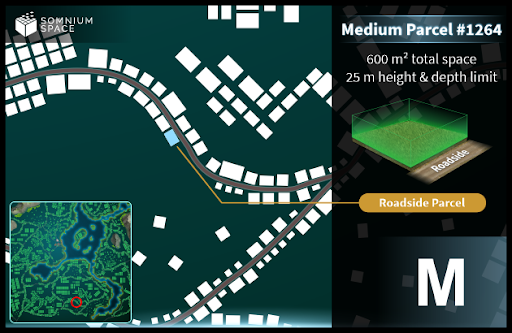 SOMNIUM
SPACE
Medium Parcel #1264
600 m² total space
25 m height & depth limit
Roadside
Roadside Parcel
M